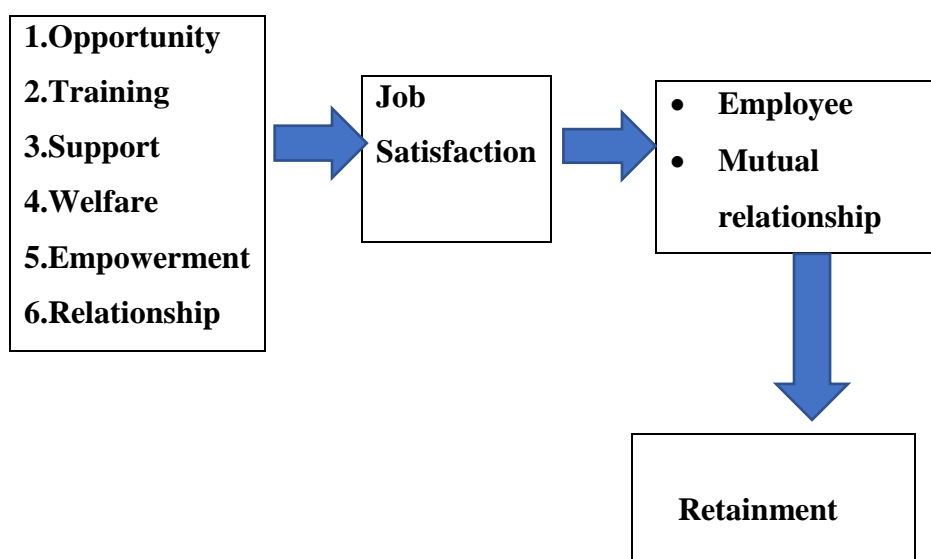 1.Opportunity
2.Training
3.Support
4.Welfare
5.Empowerment
6.Relationship
Job
Satisfaction
• Employee
• Mutual
relationship
Retainment